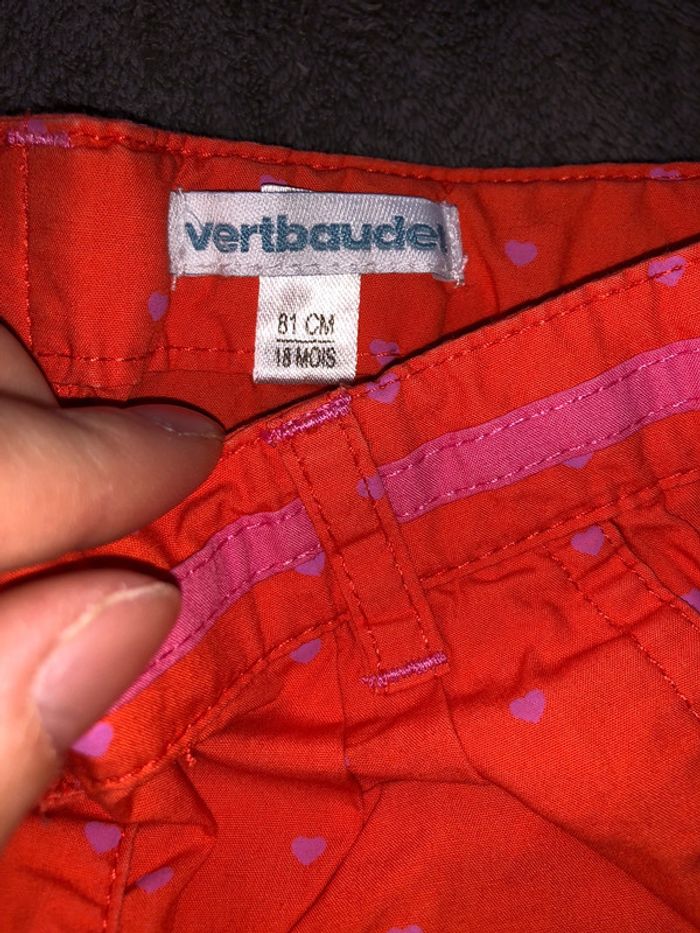 vertbaudet
81 CM
18 MOIS